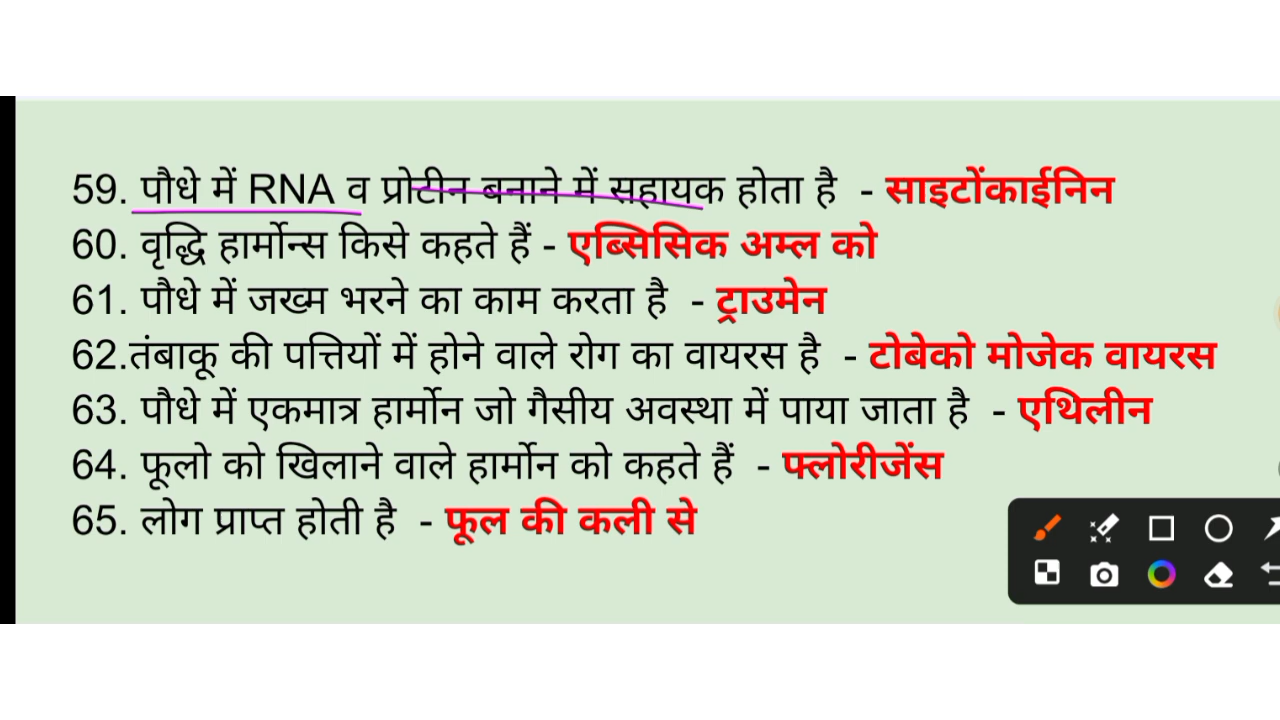 59. पौधे में RNA व प्रोटीन बनाने में सहायक होता है - साइटोंकाईनिन
60. वृद्धि हार्मोन्स किसे कहते हैं - एब्सिसिक अम्ल को
61. पौधे में जख्म भरने का काम करता है - ट्राउमेन
62.तंबाकू की पत्तियों में होने वाले रोग का वायरस है - टोबेको मोजेक वायरस
63. पौधे में एकमात्र हार्मोन जो गैसीय अवस्था में पाया जाता है - एथिलीन
64. फूलो को खिलाने वाले हार्मोन को कहते हैं - फ्लोरीजेंस
65. लोग प्राप्त होती है - फूल की कली से